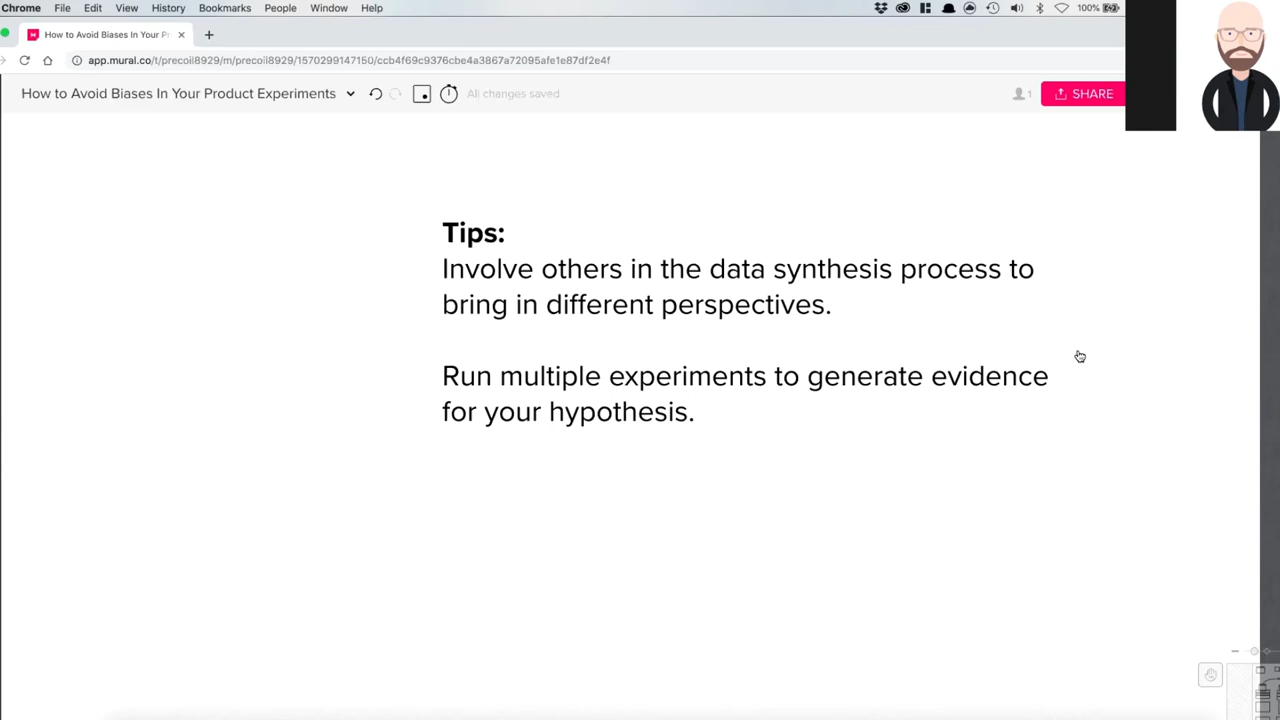 Chrome File Edit View History Bookmarks People Window Help 100%
How to Avoid Biases In Your Pr
app.mural.co/t/precoil8929/m/precoil8929/1570299147150/ccb4f69c9376cbe4a3867a72095afe1e87df2e4f
How to Avoid Biases In Your Product Experiments All changes saved 1 SHARE
Tips:
Involve others in the data synthesis process to
bring in different perspectives.
Run multiple experiments to generate evidence
for your hypothesis.